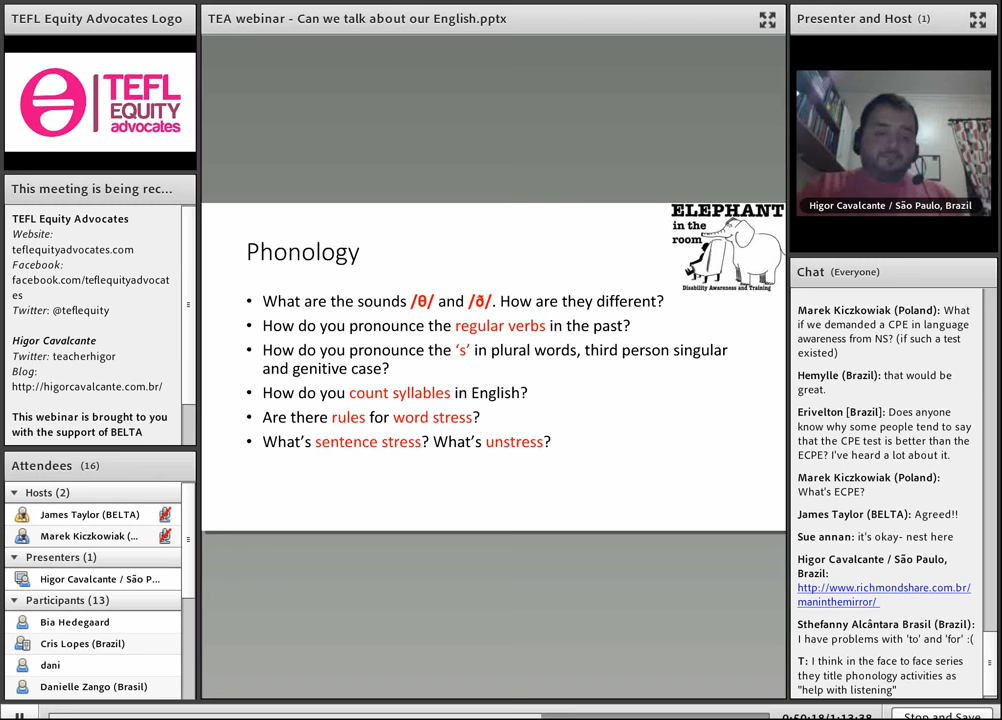 TEFL Equity Advocates Logo
TEFL
EQUITY
advocates
This meeting is being rec...
TEFL Equity Advocates
Website:
teflequityadvocates.com
Facebook:
facebook.com/teflequityadvocat
es
Twitter: @teflequity
Higor Cavalcante
Twitter: teacherhigor
Blog:
http://higorcavalcante.com.br/
This webinar is brought to you
with the support of BELTA
Attendees (16)
Hosts (2)
James Taylor (BELTA)
Marek Kiczkowiak (...
Presenters (1)
Higor Cavalcante / São P...
Participants (13)
Bia Hedegaard
Cris Lopes (Brazil)
dani
Danielle Zango (Brasil)
TEA webinar - Can we talk about our English.pptx
ELEPHANT
in the
room
Disability Awareness and Training
Phonology
• What are the sounds /θ/ and /ð/. How are they different?
• How do you pronounce the regular verbs in the past?
• How do you pronounce the ‘s’ in plural words, third person singular
and genitive case?
• How do you count syllables in English?
• Are there rules for word stress?
• What’s sentence stress? What’s unstress?
Presenter and Host (1)
Higor Cavalcante / São Paulo, Brazil
Chat (Everyone)
Marek Kiczkowiak (Poland): What
if we demanded a CPE in language
awareness from NS? (if such a test
existed)
Hemylle (Brazil): that would be
great.
Erivelton [Brasil]: Does anyone
know why some people tend to say
that the CPE test is better than the
ECPE? I've heard a lot about it.
Marek Kiczkowiak (Poland):
What's ECPE?
James Taylor (BELTA): Agreed!!
Sue annan: it's okay- nest here
Higor Cavalcante / São Paulo,
Brazil:
http://www.richmondshare.com.br/
maninthemirror/
Sthefanny Alcântara Brasil (Brazil):
I have problems with 'to' and 'for' :(
T: I think in the face to face series
they title phonology activities as
"help with listening"
0:50:18/1:13:38
Stop and Save